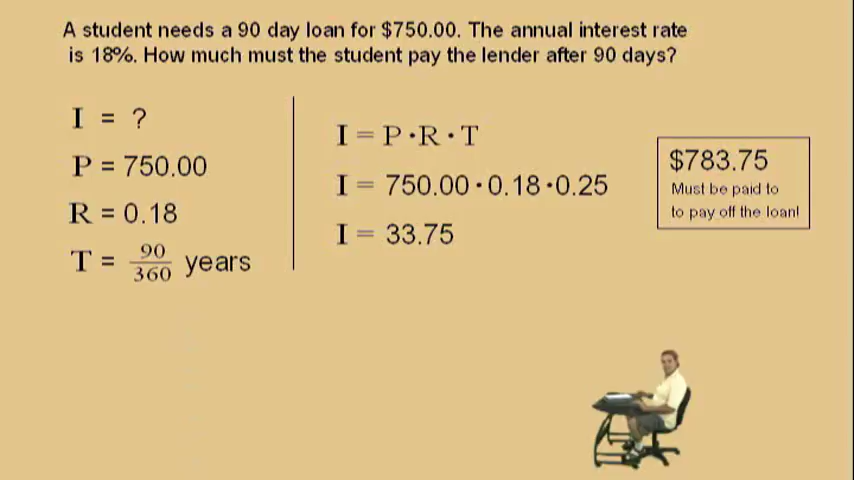 A student needs a 90 day loan for $750.00. The annual interest rate
is 18%. How much must the student pay the lender after 90 days?
I = ?
P = 750.00
R = 0.18
T = 90/360 years
I = P · R · T
I = 750.00 · 0.18 · 0.25
I = 33.75
$783.75
Must be paid to
to pay off the loan!